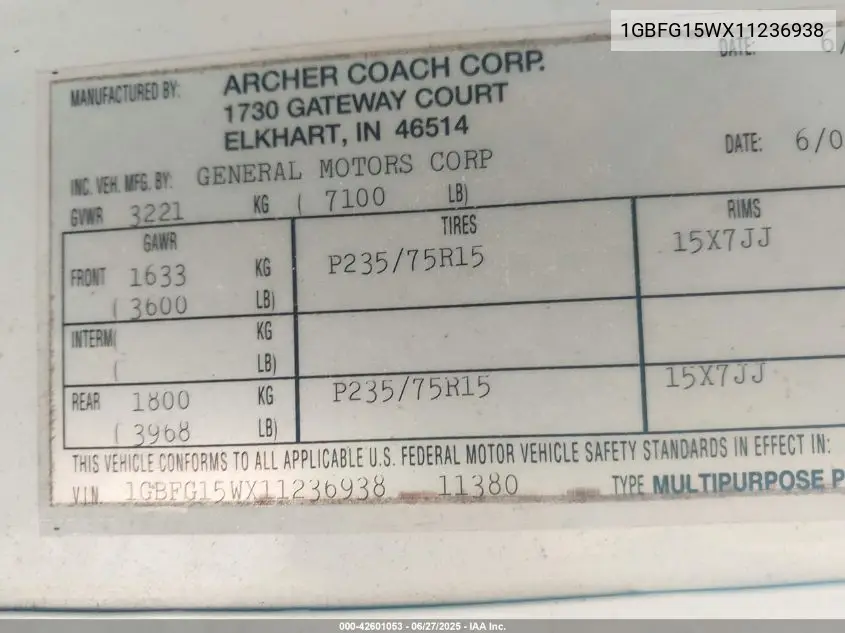 1GBFG15WX11236938
DATE: 6/
MANUFACTURED BY: ARCHER COACH CORP.
1730 GATEWAY COURT
ELKHART, IN 46514
DATE: 6/0
INC. VEH. MFG. BY: GENERAL MOTORS CORP
GVWR 3221 KG ( 7100 LB)
GAWR TIRES RIMS
FRONT 1633 KG P235/75R15 15X7JJ
( 3600 LB)
INTERM( KG
( LB)
REAR 1800 KG P235/75R15 15X7JJ
( 3968 LB)
THIS VEHICLE CONFORMS TO ALL APPLICABLE U.S. FEDERAL MOTOR VEHICLE SAFETY STANDARDS IN EFFECT IN:
V.I.N. 1GBFG15WX11236938 11380 TYPE MULTIPURPOSE P
000-42601053 - 06/27/2025 - IAA Inc.